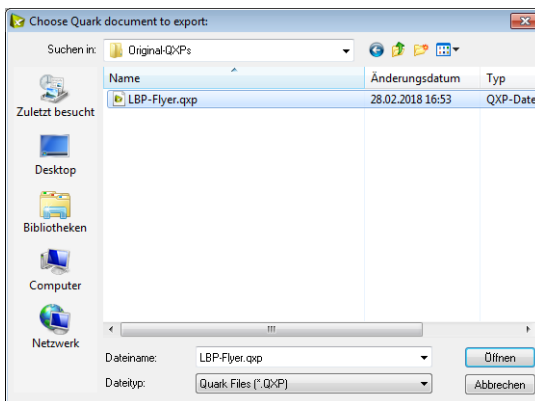 Choose Quark document to export:
Suchen in: Original-QXPs
Name Änderungsdatum Typ
LBP-Flyer.qxp 28.02.2018 16:53 QXP-Date
Zuletzt besucht
Desktop
Bibliotheken
Computer
Netzwerk
Dateiname: LBP-Flyer.qxp Öffnen
Dateityp: Quark Files (*.QXP) Abbrechen